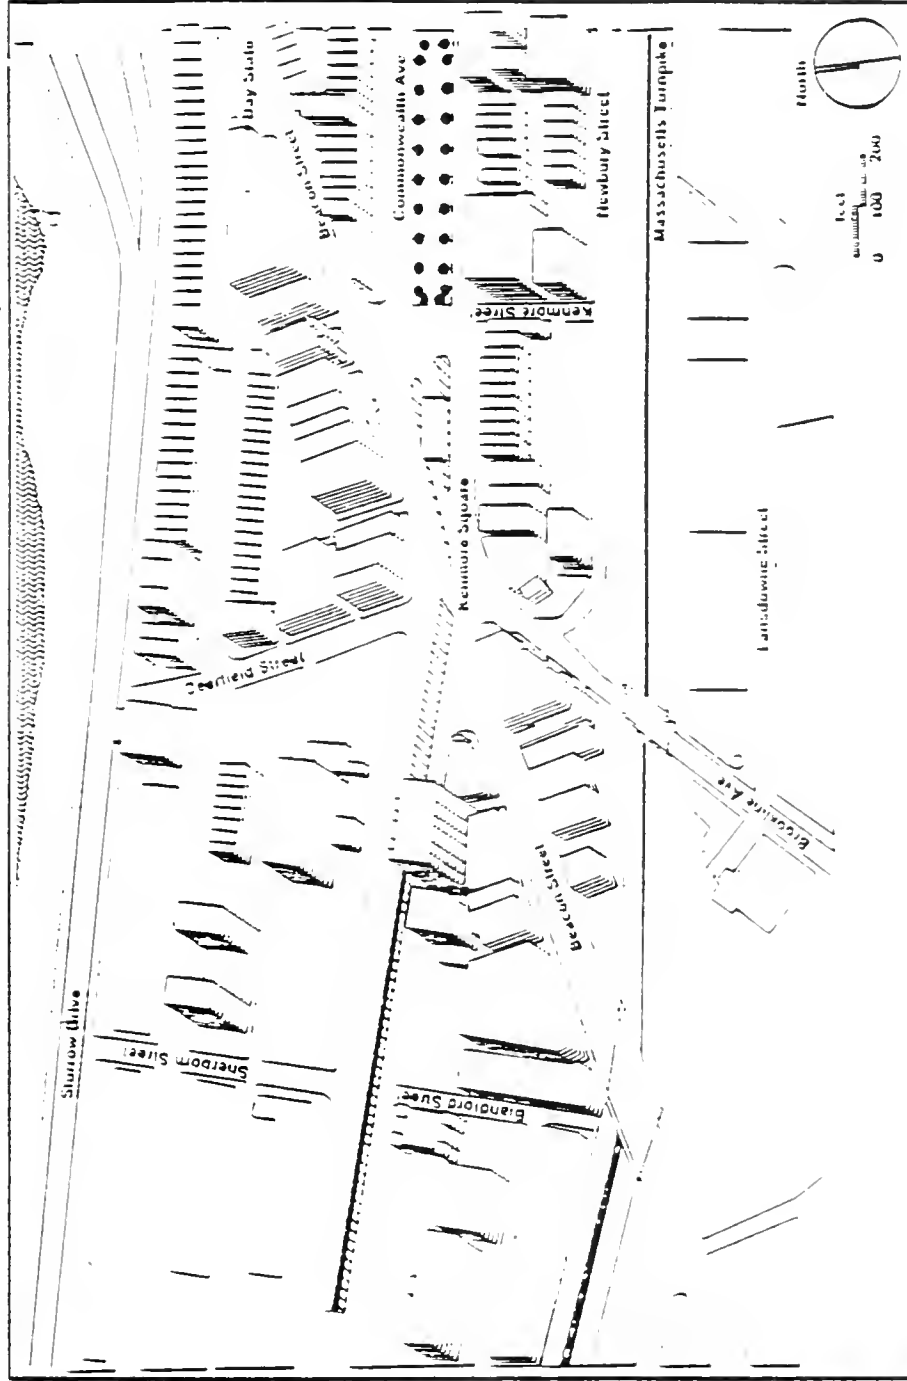 Bay State
Beacon Street
Commonwealth Ave
Newbury Street
Massachusetts Turnpike
North
feet
0 100 200
Kenmore Street
Kenmore Square
Lansdowne Street
Deerfield Street
Brookline Ave
Beacon Street
Storrow Drive
Sherborn Street
Blandford Street